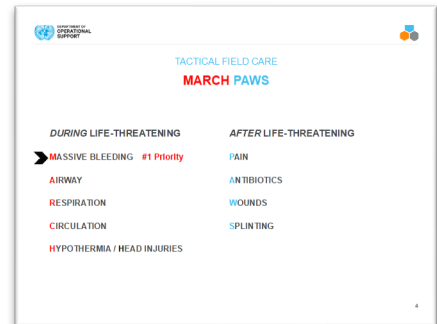 DEPARTMENT OF
OPERATIONAL
SUPPORT
TACTICAL FIELD CARE
MARCH PAWS
DURING LIFE-THREATENING
MASSIVE BLEEDING #1 Priority
AIRWAY
RESPIRATION
CIRCULATION
HYPOTHERMIA / HEAD INJURIES
AFTER LIFE-THREATENING
PAIN
ANTIBIOTICS
WOUNDS
SPLINTING
4